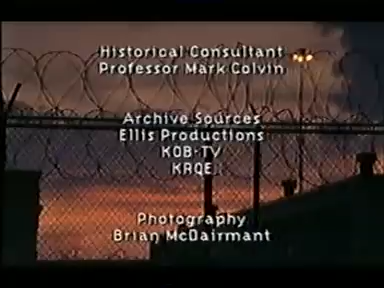 Historical Consultant
Professor Mark Colvin
Archive Sources
Ellis Productions
KOB-TV
KRQE
Photography
Brian McDairmant